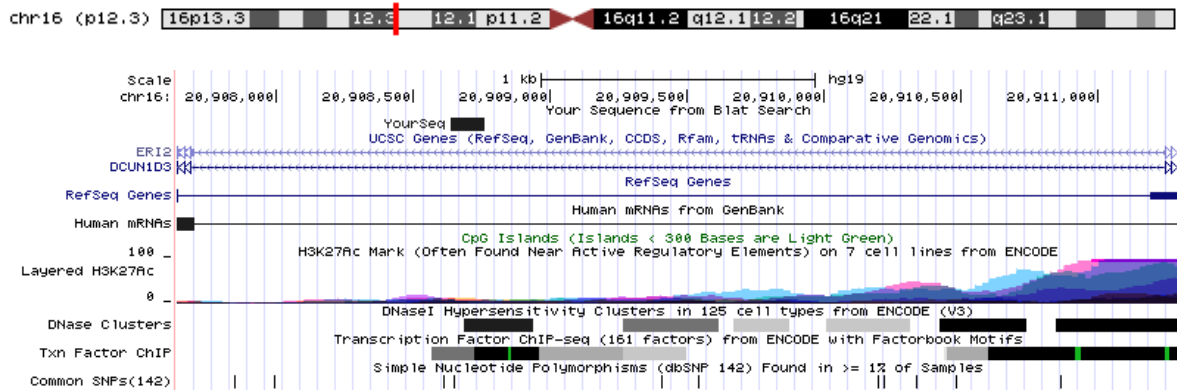 chr16 (p12.3) 16p13.3 12.3 12.1 p11.2 16q11.2 q12.1 12.2 16q21 22.1 q23.1
Scale 1 kb hg19
chr16: 20,908,000 20,908,500 20,909,000 20,909,500 20,910,000 20,910,500 20,911,000
Your Sequence from Blat Search
YourSeq
UCSC Genes (RefSeq, GenBank, CCDS, Rfam, tRNAs & Comparative Genomics)
ERI2
DCUN1D3
RefSeq Genes
RefSeq Genes
Human mRNAs from GenBank
Human mRNAs
CpG Islands (Islands < 300 Bases are Light Green)
100 _ H3K27Ac Mark (Often Found Near Active Regulatory Elements) on 7 cell lines from ENCODE
Layered H3K27Ac
0 _
DNaseI Hypersensitivity Clusters in 125 cell types from ENCODE (V3)
DNase Clusters
Transcription Factor ChIP-seq (161 factors) from ENCODE with Factorbook Motifs
Txn Factor ChIP
Simple Nucleotide Polymorphisms (dbSNP 142) Found in >= 1% of Samples
Common SNPs(142)